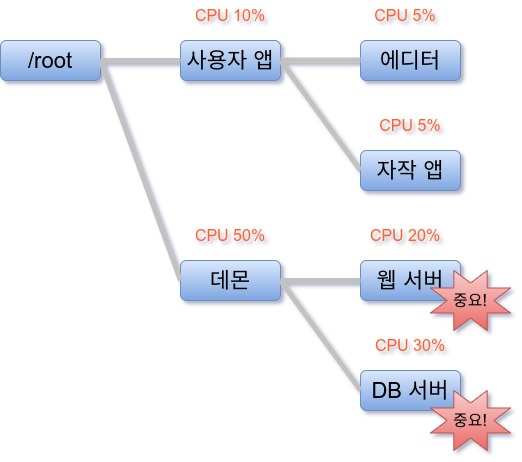 CPU 10%
CPU 5%
/root
사용자 앱
에디터
CPU 5%
자작 앱
CPU 50%
CPU 20%
데몬
웹 서버
중요!
CPU 30%
DB 서버
중요!